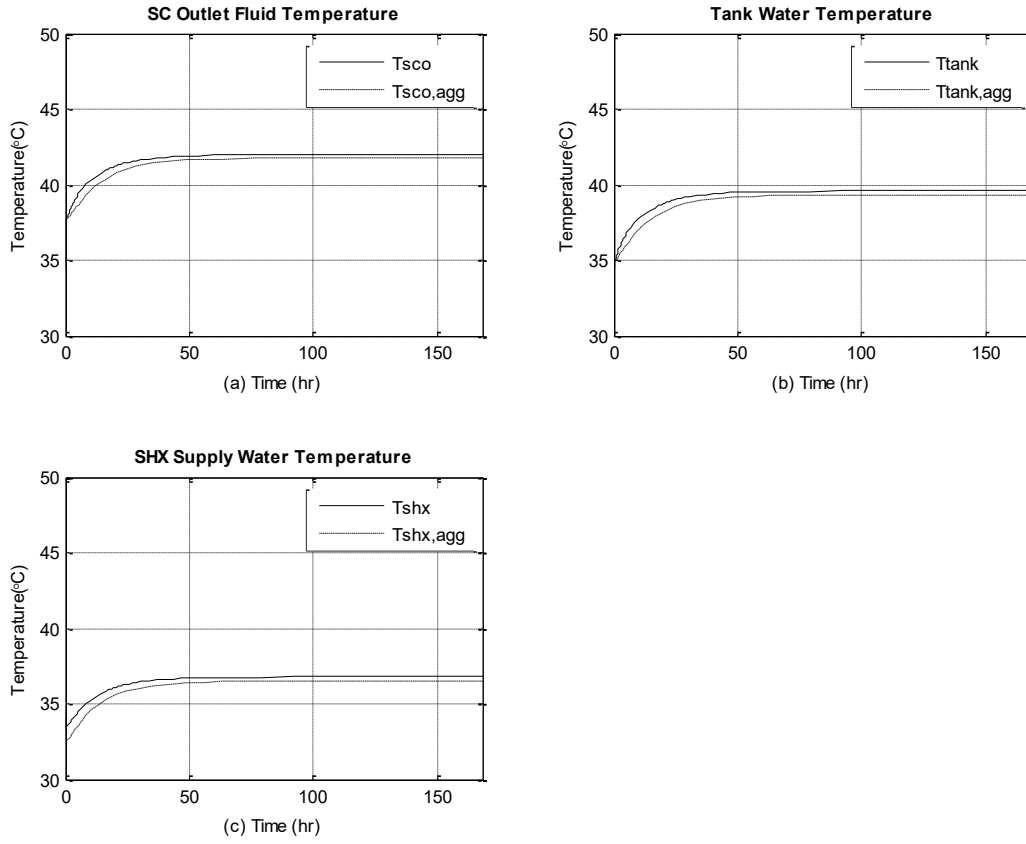 SC Outlet Fluid Temperature
50
45
40
35
30
Temperature(°C)
Tsco
Tsco,agg
0 50 100 150
(a) Time (hr)
Tank Water Temperature
50
45
40
35
30
Temperature(°C)
Ttank
Ttank,agg
0 50 100 150
(b) Time (hr)
SHX Supply Water Temperature
50
45
40
35
30
Temperature(°C)
Tshx
Tshx,agg
0 50 100 150
(c) Time (hr)